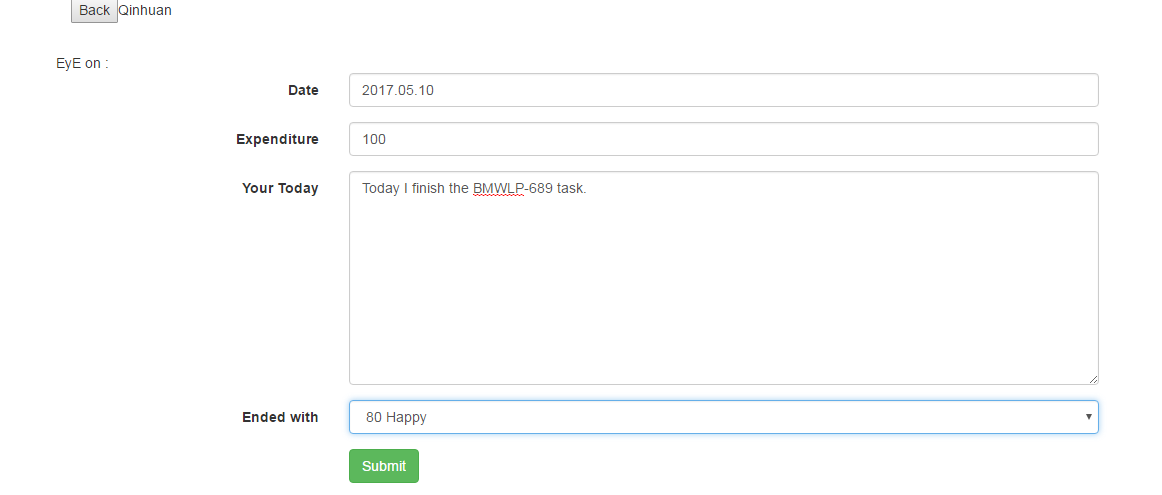 Back Qinhuan
EyE on :
Date 2017.05.10
Expenditure 100
Your Today Today I finish the BMWLP-689 task.
Ended with 80 Happy
Submit